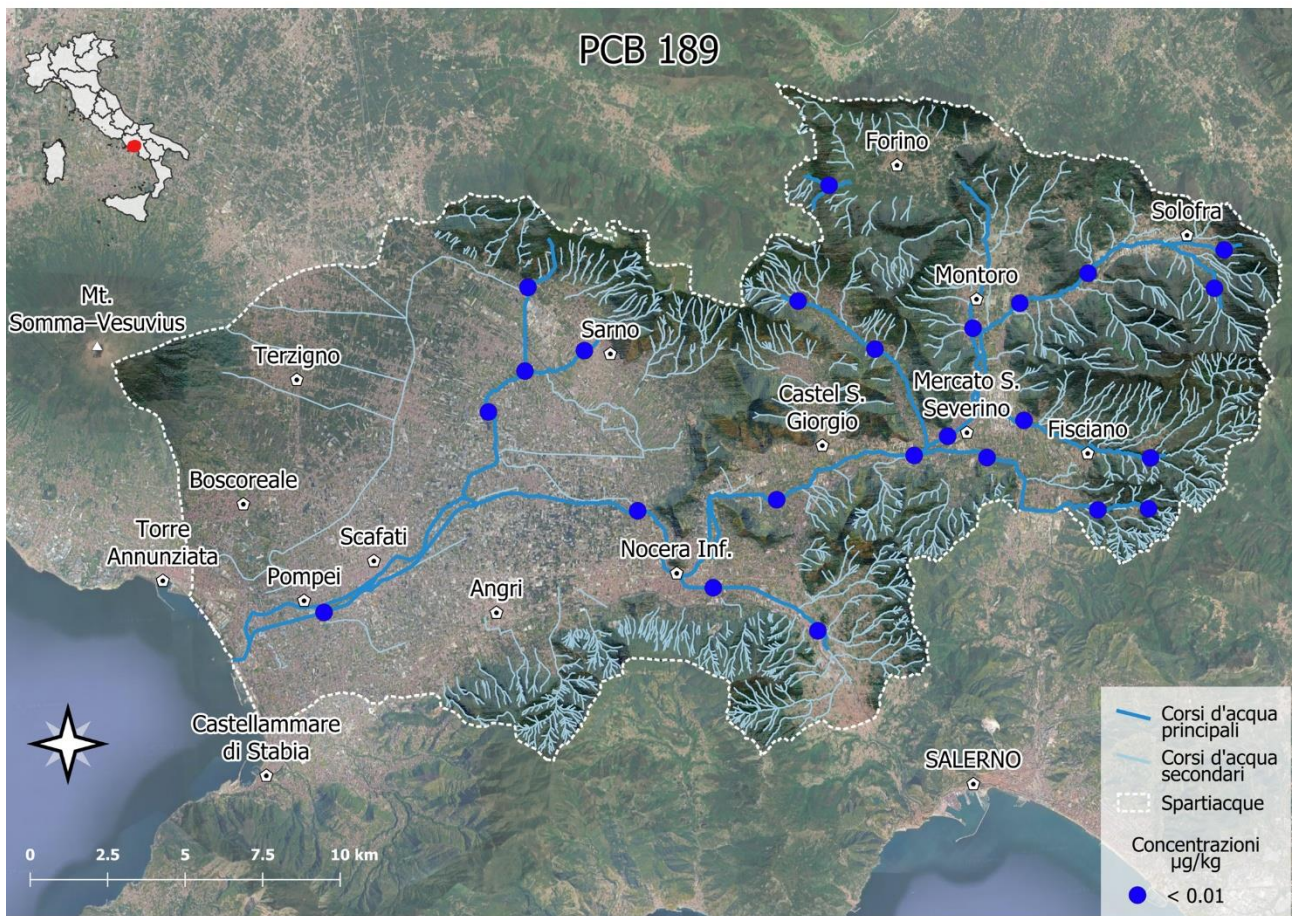 PCB 189
Forino
Solofra
Montoro
Mt.
Somma–Vesuvius
Sarno
Terzigno
Mercato S.
Severino
Castel S.
Giorgio
Fisciano
Boscoreale
Torre
Annunziata
Scafati
Nocera Inf.
Pompei
Angri
Castellammare
di Stabia
SALERNO
Corsi d'acqua
principali
Corsi d'acqua
secondari
Spartiacque
Concentrazioni
µg/kg
< 0.01
0 2.5 5 7.5 10 km